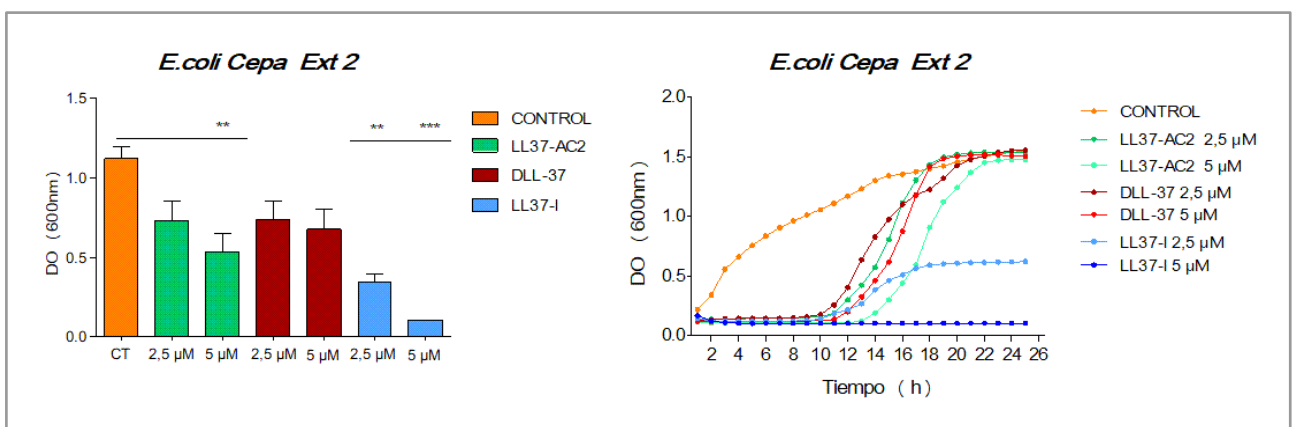 E.coli Cepa Ext 2
DO (600nm)
1.5
1.0
0.5
0.0
**
**
***
CT
2,5 µM
5 µM
2,5 µM
5 µM
2,5 µM
5 µM
CONTROL
LL37-AC2
DLL-37
LL37-I
E.coli Cepa Ext 2
DO (600nm)
2.0
1.5
1.0
0.5
0.0
2 4 6 8 10 12 14 16 18 20 22 24 26
Tiempo ( h )
CONTROL
LL37-AC2 2,5 µM
LL37-AC2 5 µM
DLL-37 2,5 µM
DLL-37 5 µM
LL37-I 2,5 µM
LL37-I 5 µM